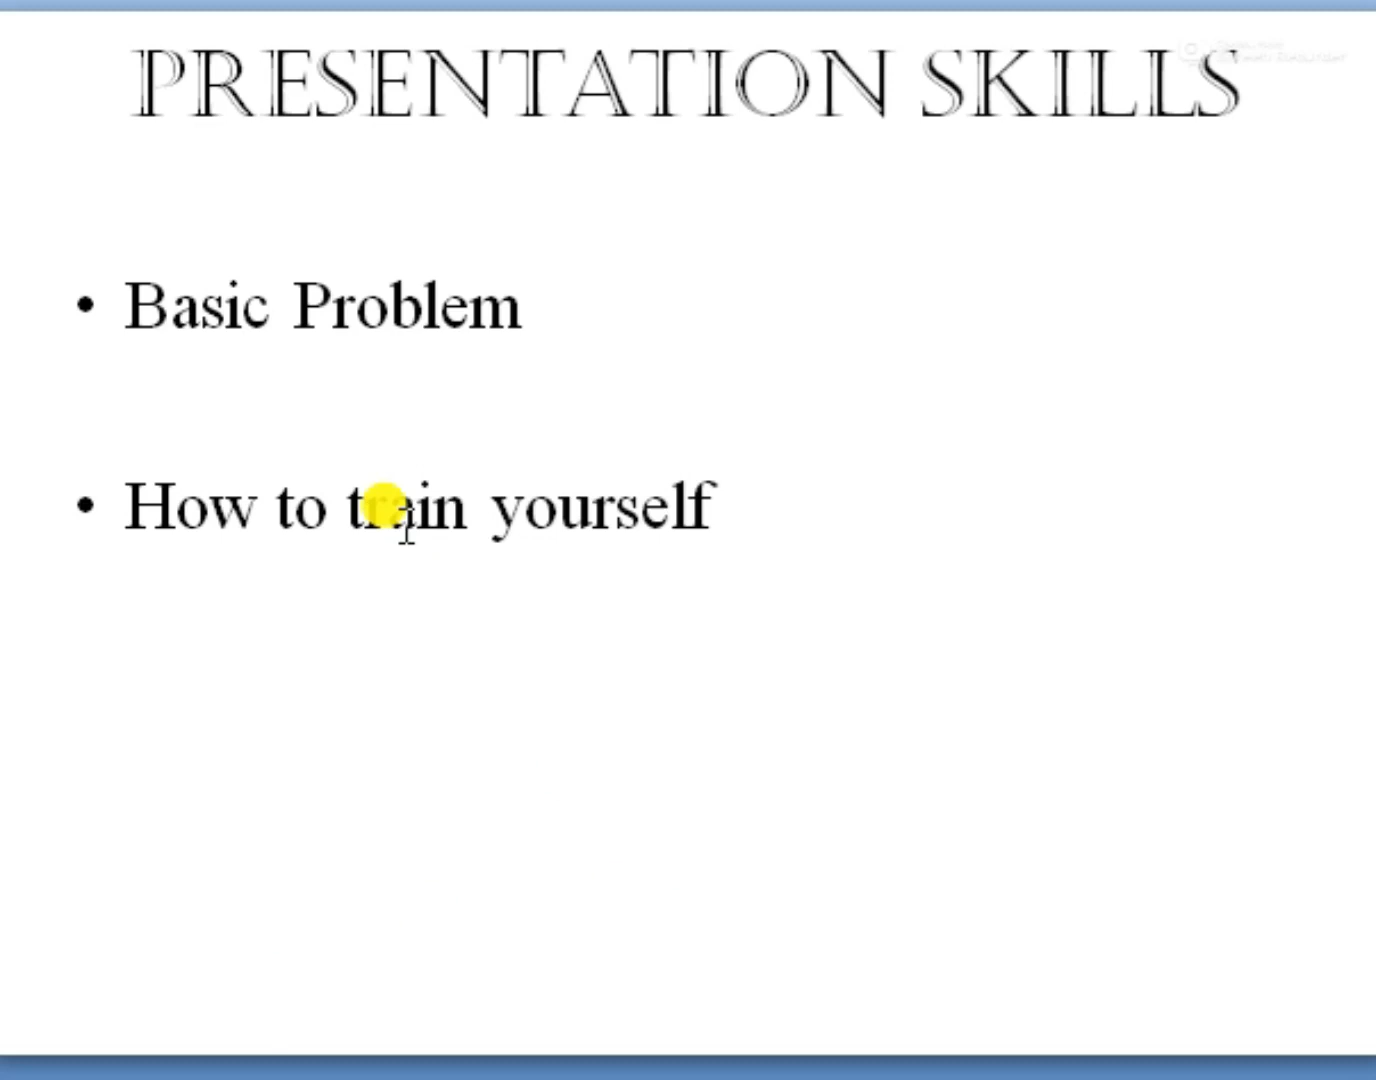 PRESENTATION SKILLS
• Basic Problem
• How to train yourself